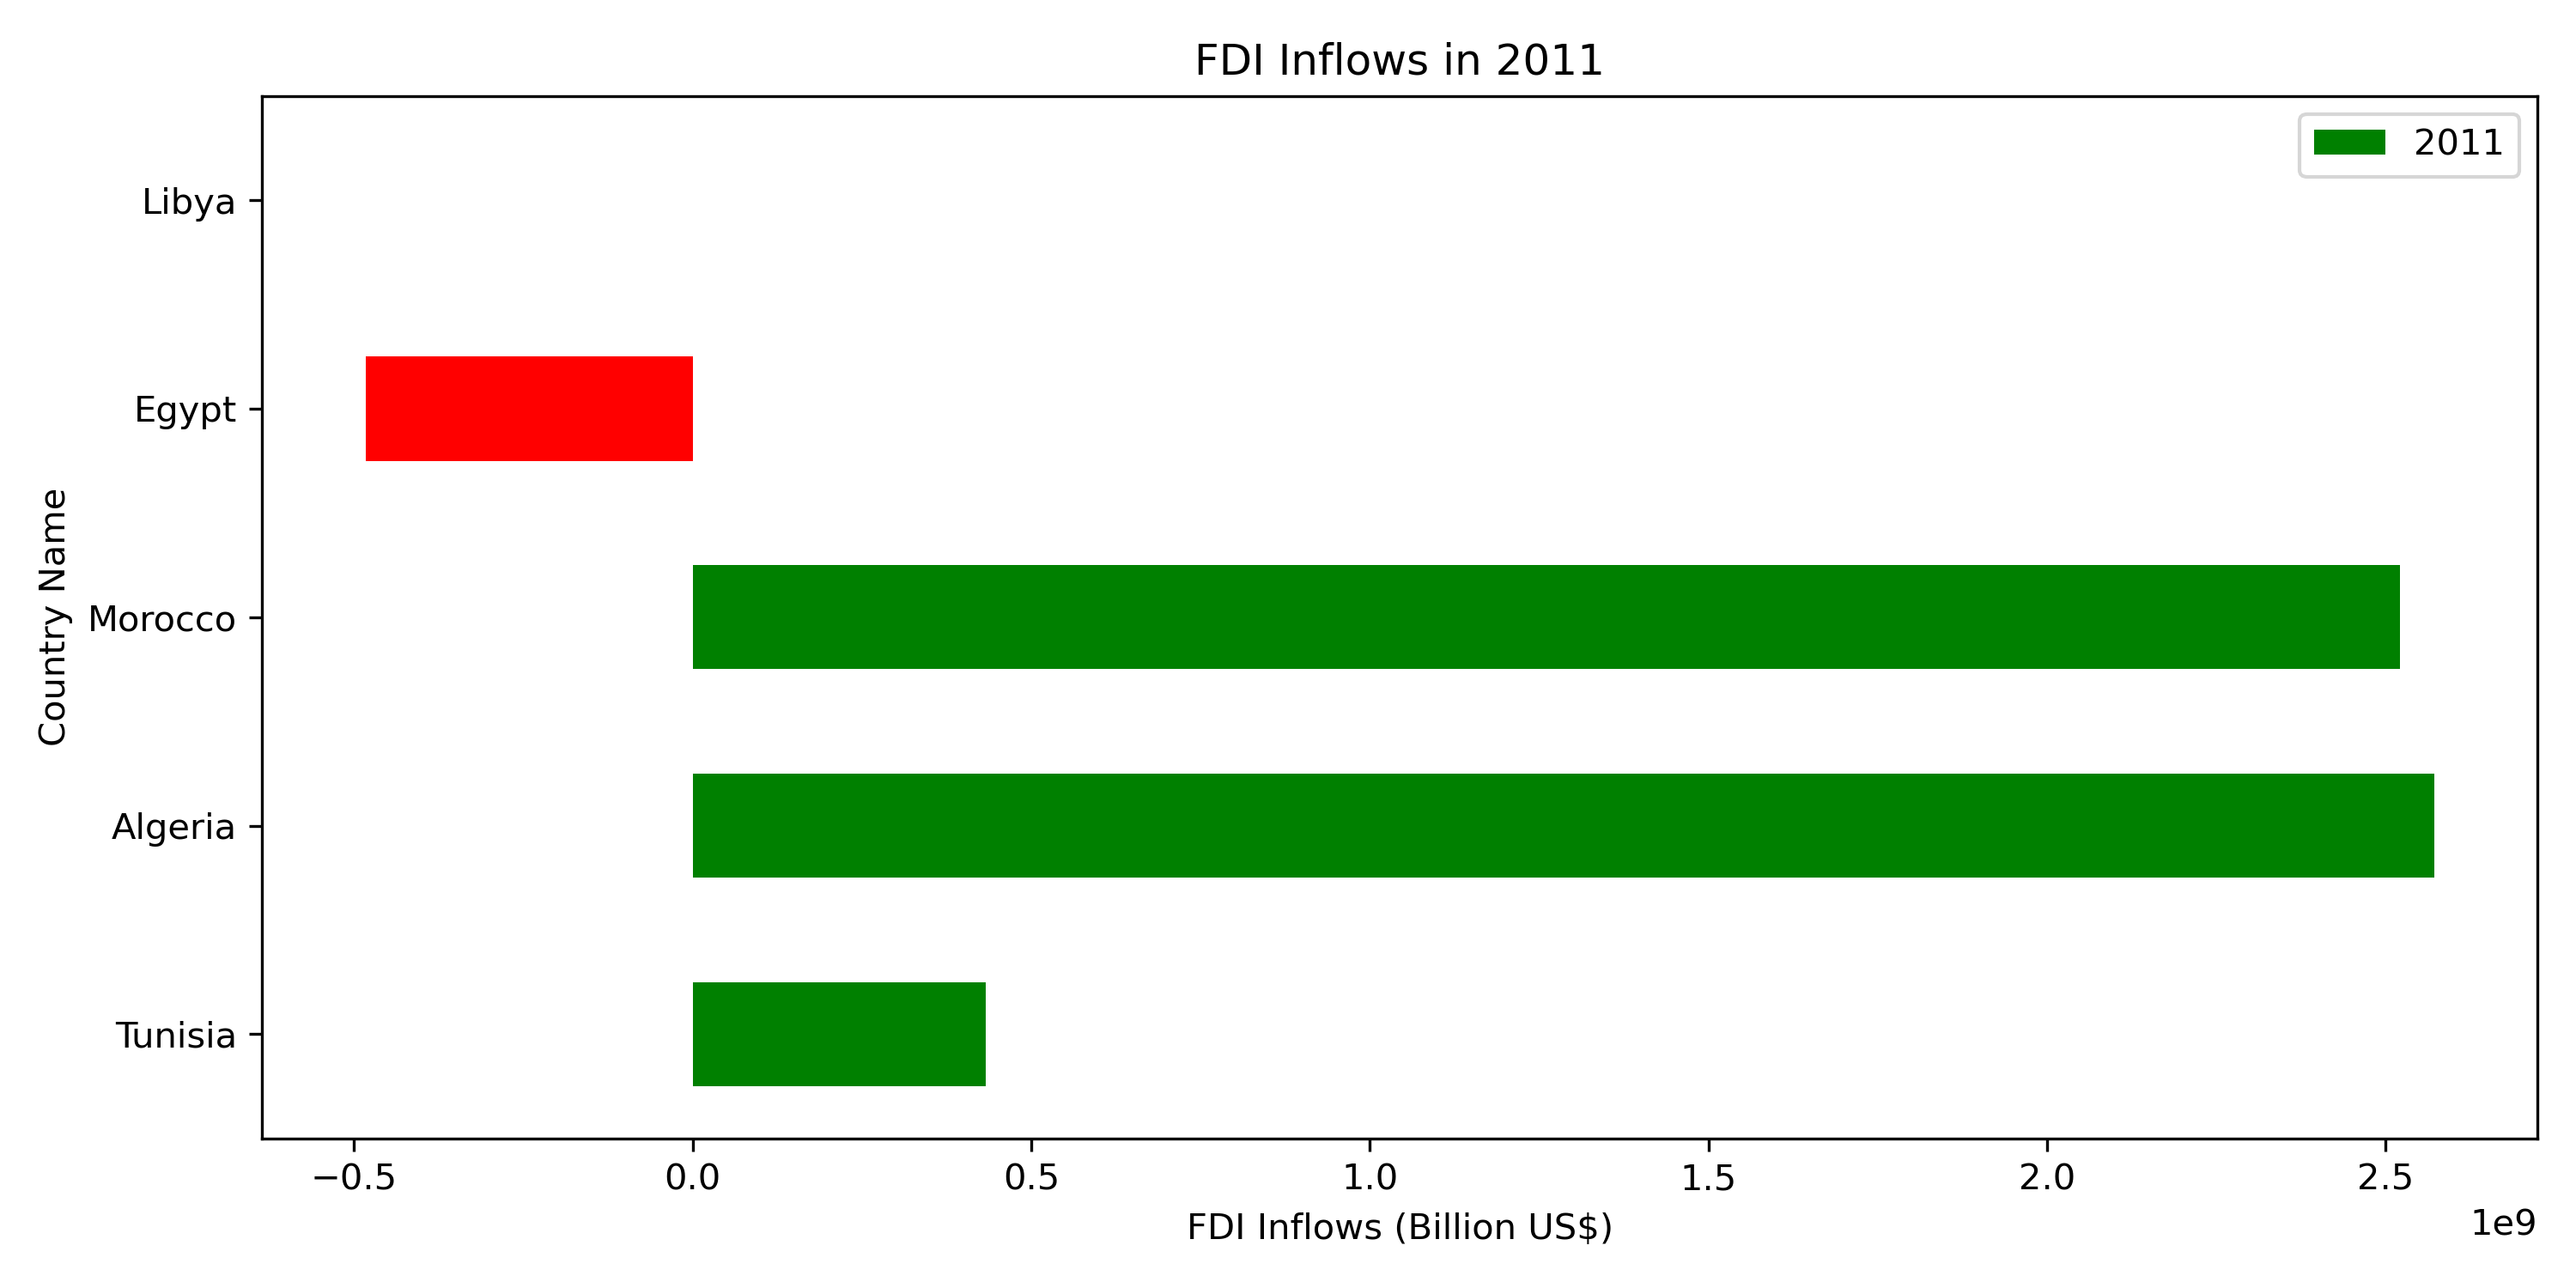 FDI Inflows in 2011
2011
Libya
Egypt
Morocco
Algeria
Tunisia
Country Name
−0.5 0.0 0.5 1.0 1.5 2.0 2.5
1e9
FDI Inflows (Billion US$)